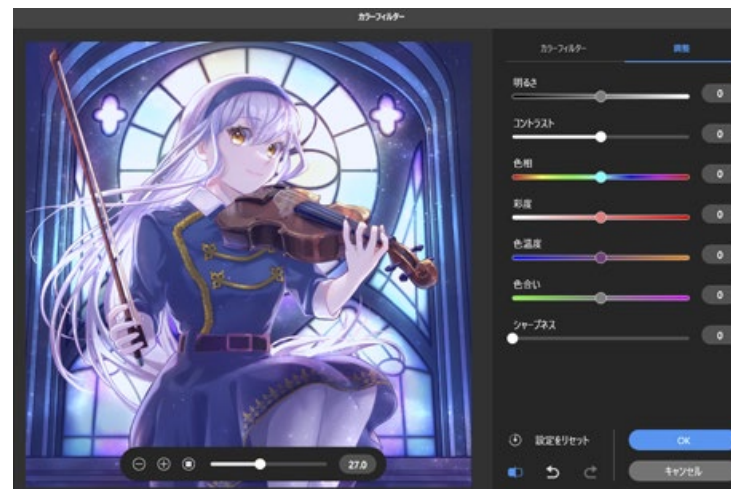 カラーフィルター
カラーフィルター 調整
明るさ
0
コントラスト
0
色相
0
彩度
0
色温度
0
色合い
0
シャープネス
0
設定をリセット
OK
キャンセル
27.0